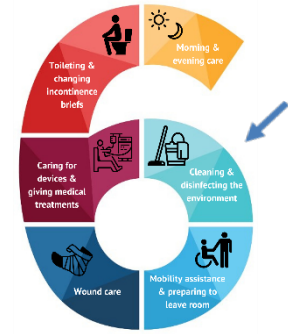 Morning &
evening care
Toileting &
changing
incontinence
briefs
Caring for
devices &
giving medical
treatments
Cleaning &
disinfecting the
environment
Wound care
Mobility assistance
& preparing to
leave room